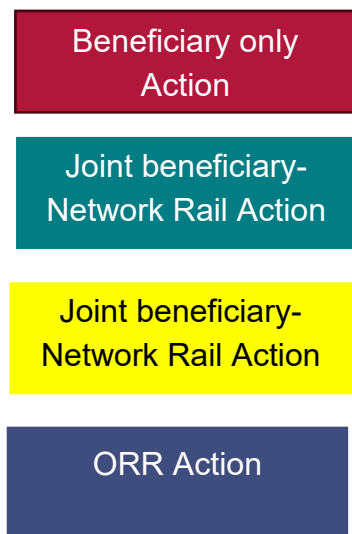 Beneficiary only
Action
Joint beneficiary-
Network Rail Action
Joint beneficiary-
Network Rail Action
ORR Action